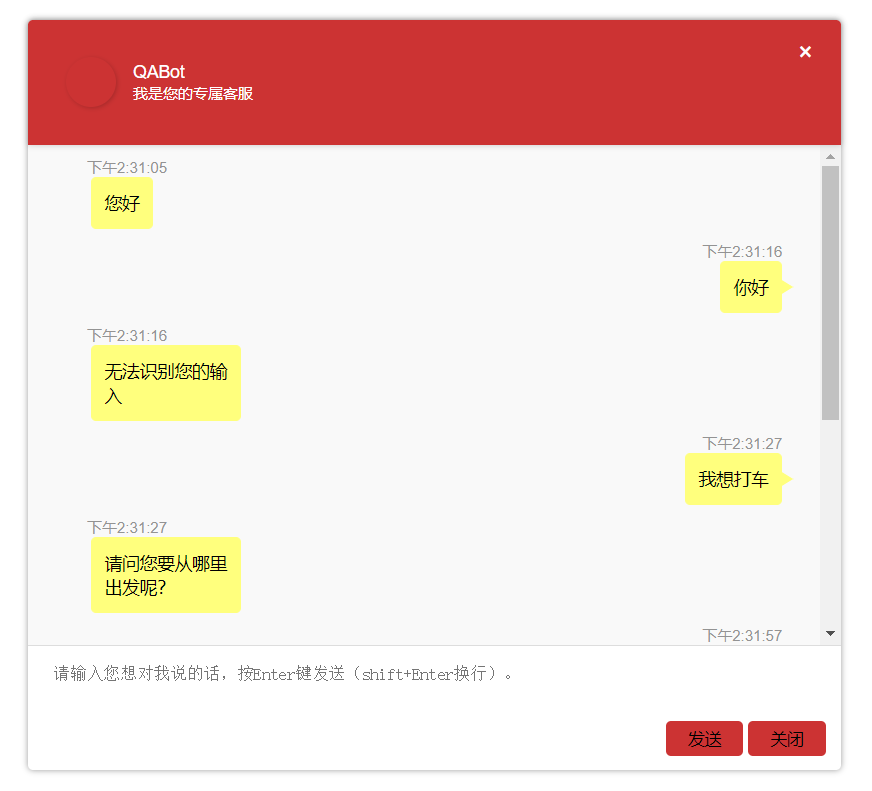 ×
QABot
我是您的专属客服
下午2:31:05
您好
下午2:31:16
你好
下午2:31:16
无法识别您的输
入
下午2:31:27
我想打车
下午2:31:27
请问您要从哪里
出发呢?
下午2:31:57
请输入您想对我说的话，按Enter键发送（shift+Enter换行）。
发送 关闭